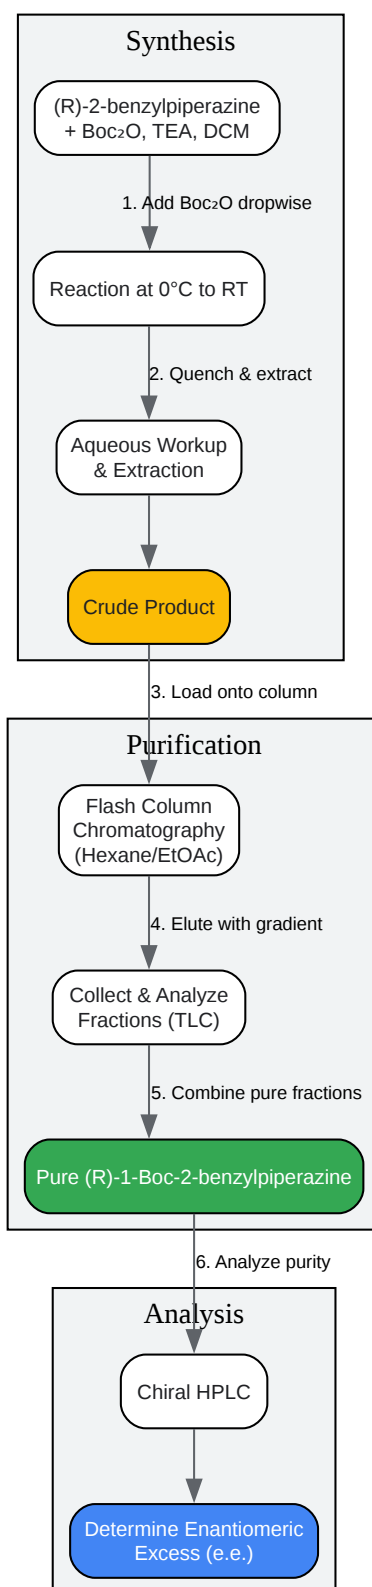 Synthesis
(R)-2-benzylpiperazine
+ Boc₂O, TEA, DCM
1. Add Boc₂O dropwise
Reaction at 0°C to RT
2. Quench & extract
Aqueous Workup
& Extraction
Crude Product
3. Load onto column
Purification
Flash Column
Chromatography
(Hexane/EtOAc)
4. Elute with gradient
Collect & Analyze
Fractions (TLC)
5. Combine pure fractions
Pure (R)-1-Boc-2-benzylpiperazine
6. Analyze purity
Analysis
Chiral HPLC
Determine Enantiomeric
Excess (e.e.)